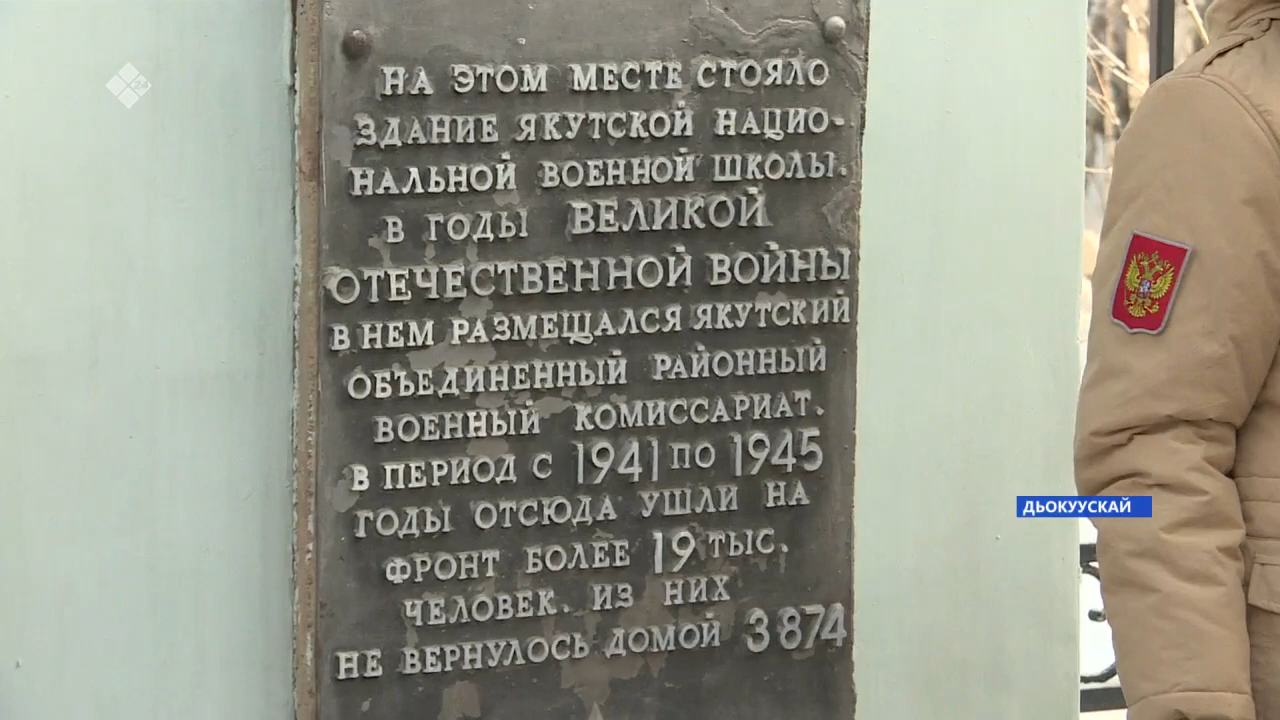 НА ЭТОМ МЕСТЕ СТОЯЛО
ЗДАНИЕ ЯКУТСКОЙ НАЦИО-
НАЛЬНОЙ ВОЕННОЙ ШКОЛЫ.
В ГОДЫ ВЕЛИКОЙ
ОТЕЧЕСТВЕННОЙ ВОЙНЫ
В НЕМ РАЗМЕЩАЛСЯ ЯКУТСКИЙ
ОБЪЕДИНЕННЫЙ РАЙОННЫЙ
ВОЕННЫЙ КОМИССАРИАТ.
В ПЕРИОД С 1941 ПО 1945
ГОДЫ ОТСЮДА УШЛИ НА
ФРОНТ БОЛЕЕ 19 ТЫС.
ЧЕЛОВЕК. ИЗ НИХ
НЕ ВЕРНУЛОСЬ ДОМОЙ 3874
ДЬОКУУСКАЙ
24